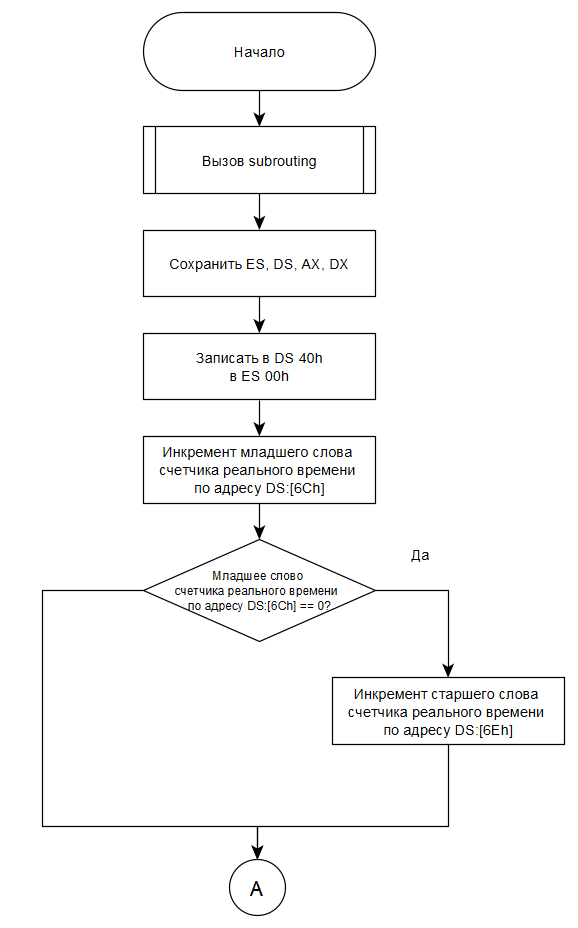 Начало
Вызов subrouting
Сохранить ES, DS, AX, DX
Записать в DS 40h
в ES 00h
Инкремент младшего слова
счетчика реального времени
по адресу DS:[6Ch]
Да
Младшее слово
счетчика реального времени
по адресу DS:[6Ch] == 0?
Инкремент старшего слова
счетчика реального времени
по адресу DS:[6Eh]
A